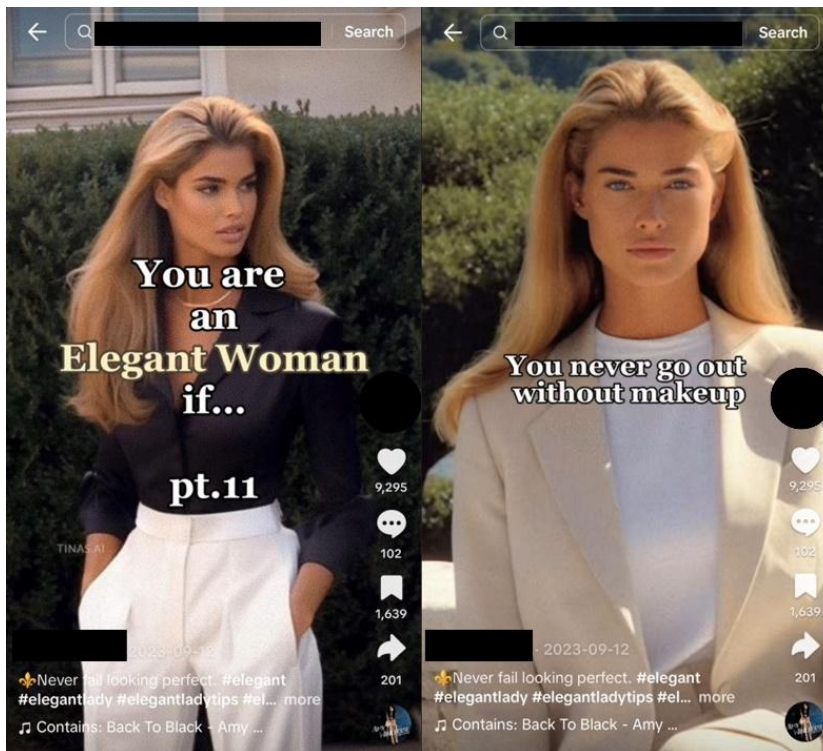 Search
You are
an
Elegant Woman
if...
pt.11
9,295
TINAS.AI
102
1,639
2023-09-12
201
⚜️Never fail looking perfect. #elegant
#elegantlady #elegantladytips #el... more
♫ Contains: Back To Black - Amy ...
Search
You never go out
without makeup
9,295
102
1,639
· 2023-09-12
201
⚜️Never fail looking perfect. #elegant
#elegantlady #elegantladytips #el... more
♫ Contains: Back To Black - Amy ...